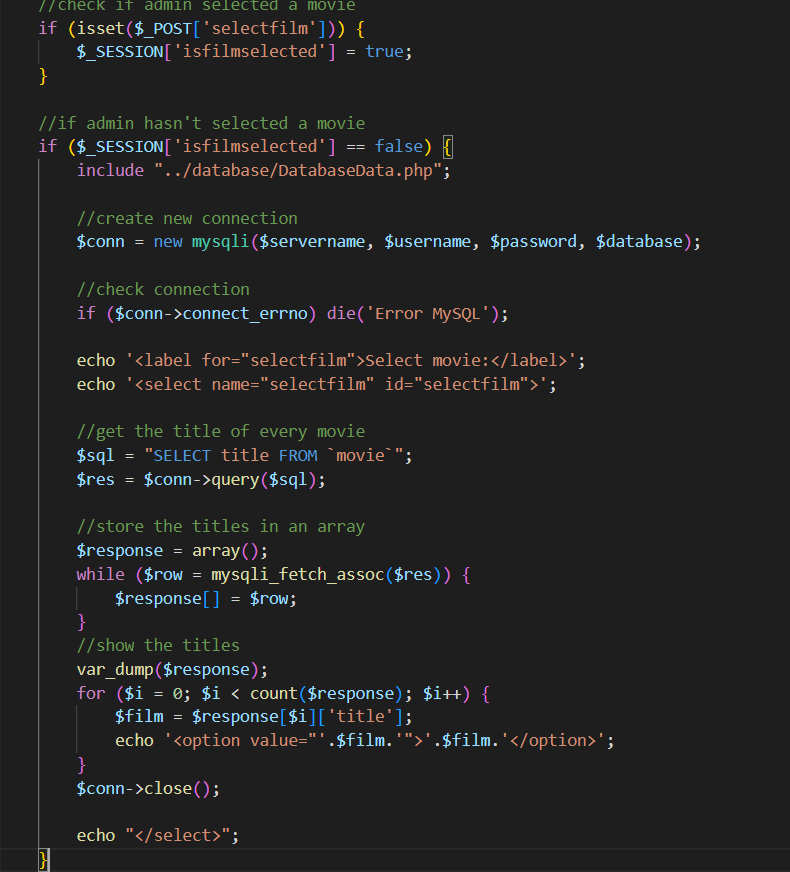 //check if admin selected a movie
if (isset($_POST['selectfilm'])) {
    $_SESSION['isfilmselected'] = true;
}

//if admin hasn't selected a movie
if ($_SESSION['isfilmselected'] == false) {
    include "../database/DatabaseData.php";

    //create new connection
    $conn = new mysqli($servername, $username, $password, $database);

    //check connection
    if ($conn->connect_errno) die('Error MySQL');

    echo '<label for="selectfilm">Select movie:</label>';
    echo '<select name="selectfilm" id="selectfilm">';

    //get the title of every movie
    $sql = "SELECT title FROM `movie`";
    $res = $conn->query($sql);

    //store the titles in an array
    $response = array();
    while ($row = mysqli_fetch_assoc($res)) {
        $response[] = $row;
    }
    //show the titles
    var_dump($response);
    for ($i = 0; $i < count($response); $i++) {
        $film = $response[$i]['title'];
        echo '<option value="'.$film.'">'.$film.'</option>';
    }
    $conn->close();

    echo "</select>";
}